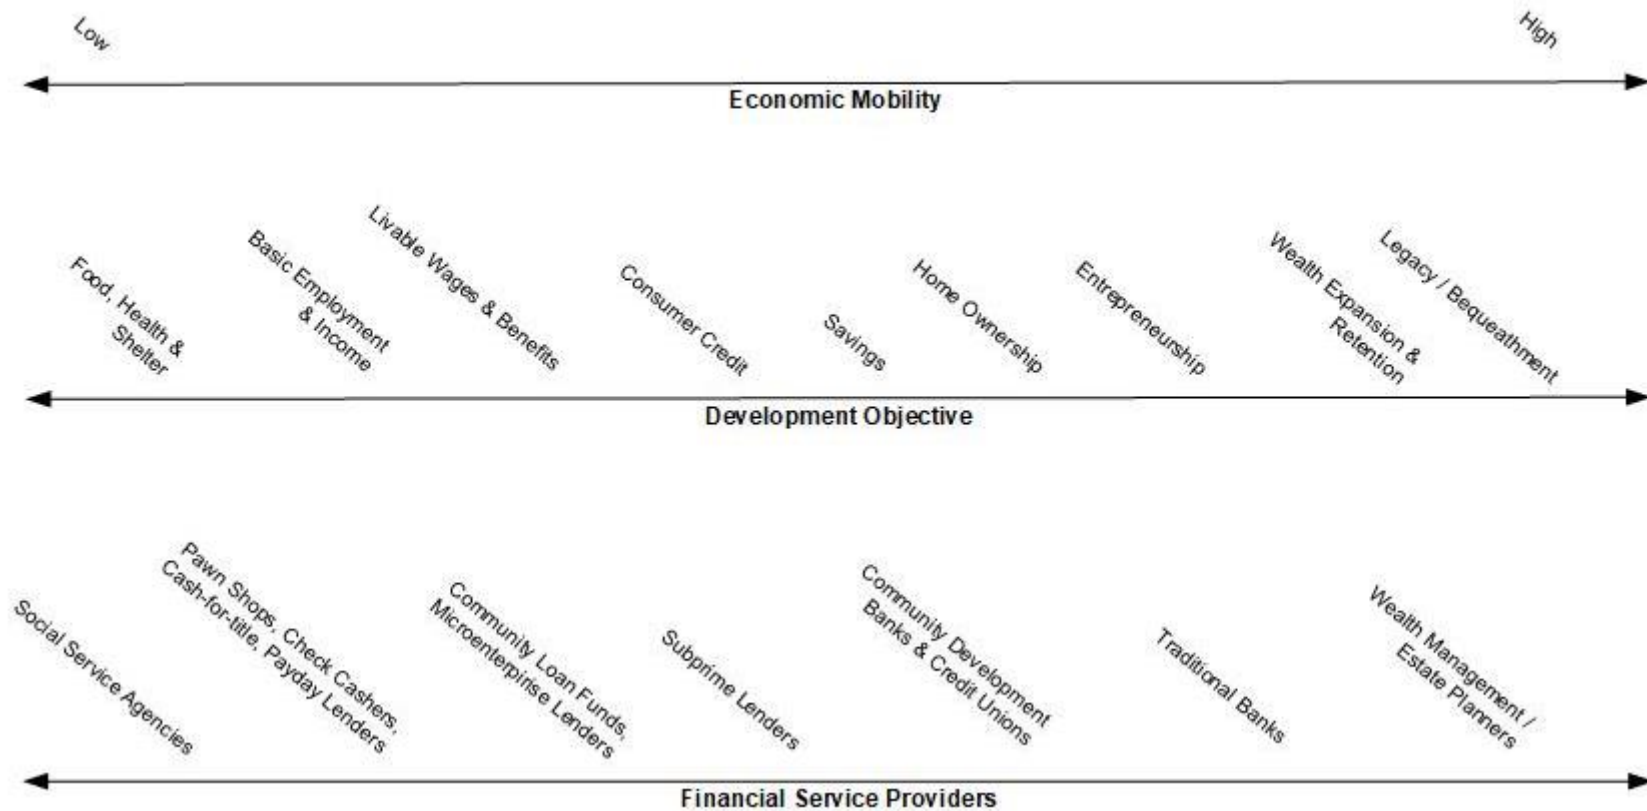 Low
High
Economic Mobility
Food, Health &
Shelter
Basic Employment
& Income
Livable Wages & Benefits
Consumer Credit
Savings
Home Ownership
Entrepreneurship
Wealth Expansion &
Retention
Legacy / Bequeathment
Development Objective
Social Service Agencies
Pawn Shops, Check Cashers,
Cash-for-title, Payday Lenders
Community Loan Funds,
Microenterpirise Lenders
Subprime Lenders
Community Development
Banks & Credit Unions
Traditional Banks
Wealth Management /
Estate Planners
Financial Service Providers